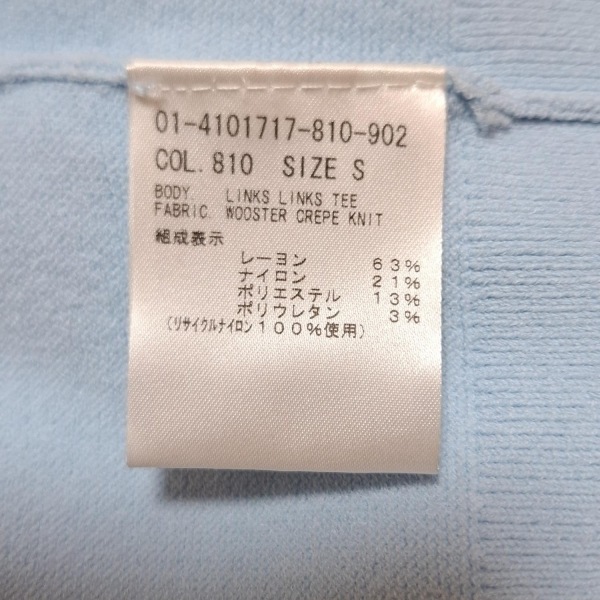 01-4101717-810-902
COL. 810 SIZE S
BODY. LINKS LINKS TEE
FABRIC. WOOSTER CREPE KNIT
組成表示
レーヨン 63%
ナイロン 21%
ポリエステル 13%
ポリウレタン 3%
(リサイクルナイロン100%使用)